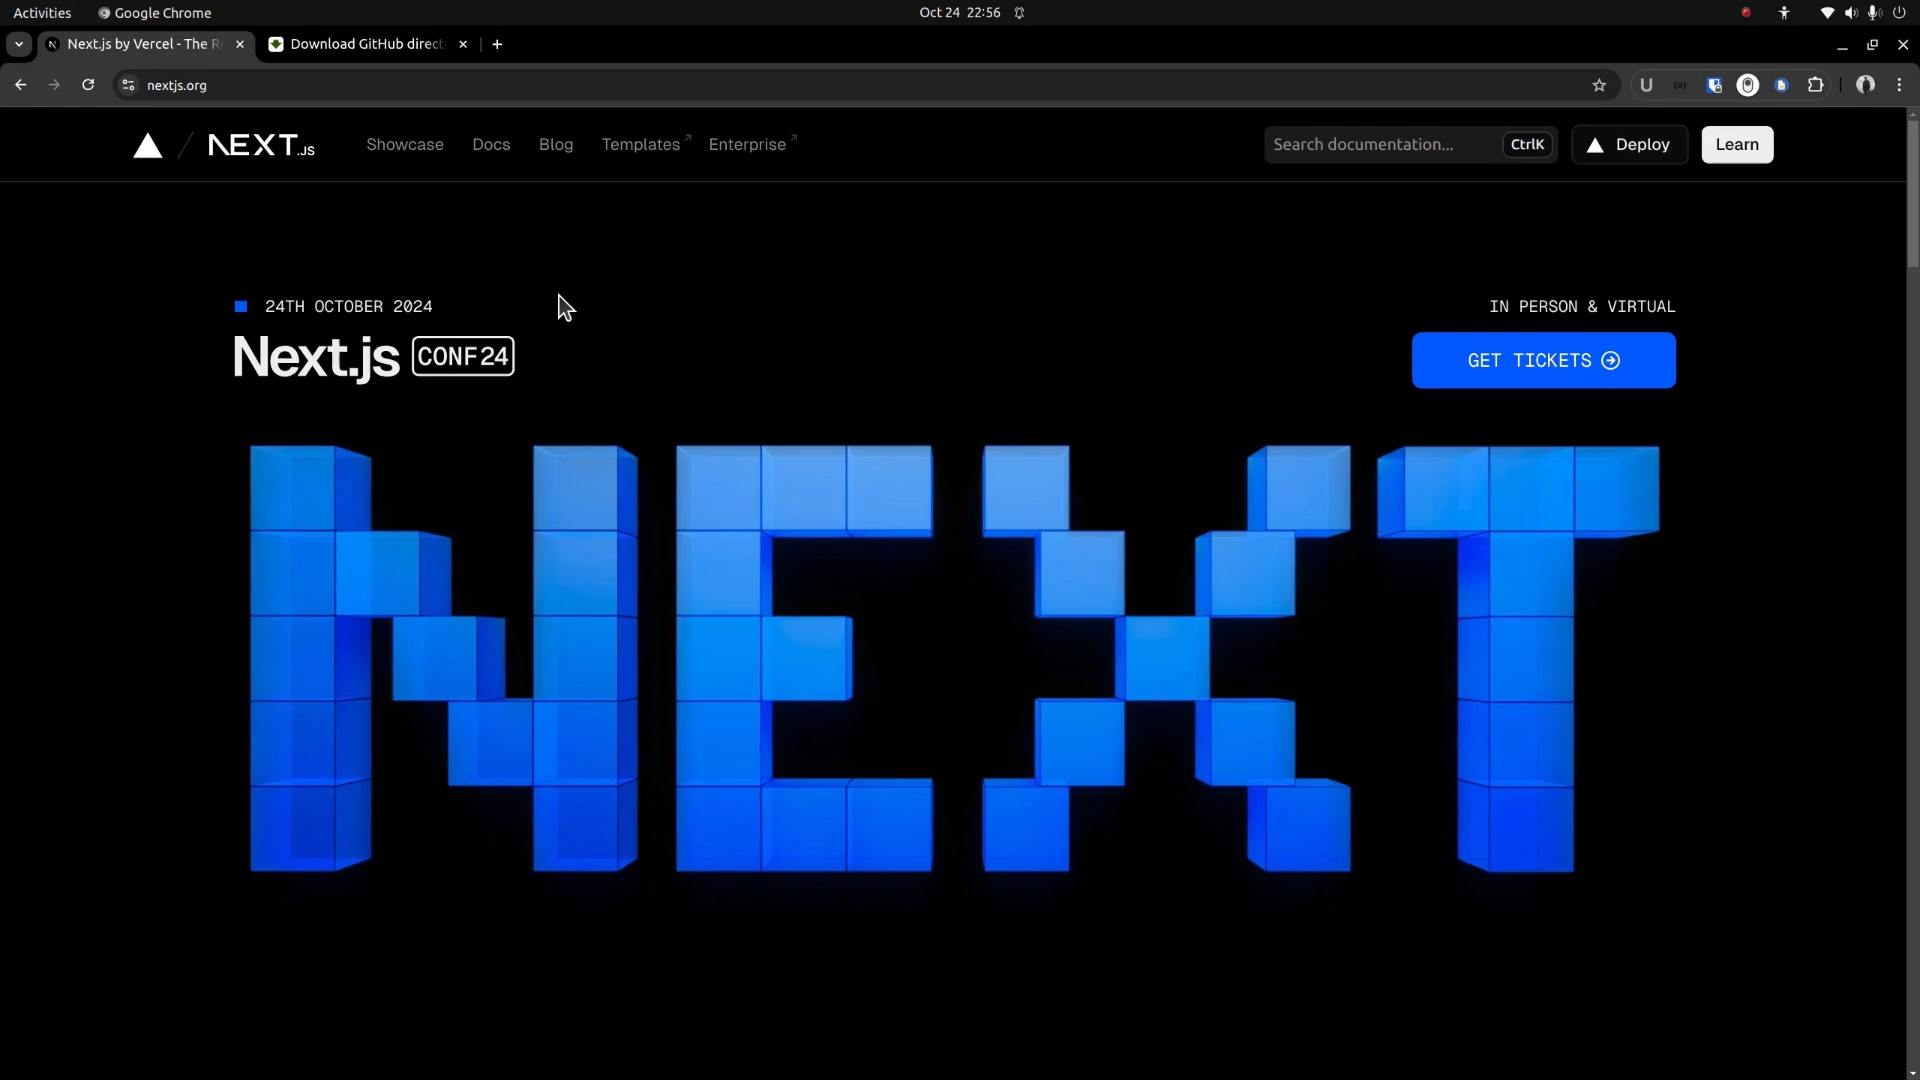 Activities Google Chrome Oct 24 22:56
Next.js by Vercel - The R Download GitHub direct
nextjs.org
NEXT.JS Showcase Docs Blog Templates Enterprise Search documentation... CtrlK Deploy Learn
24TH OCTOBER 2024 IN PERSON & VIRTUAL
Next.js CONF24 GET TICKETS
NEXT